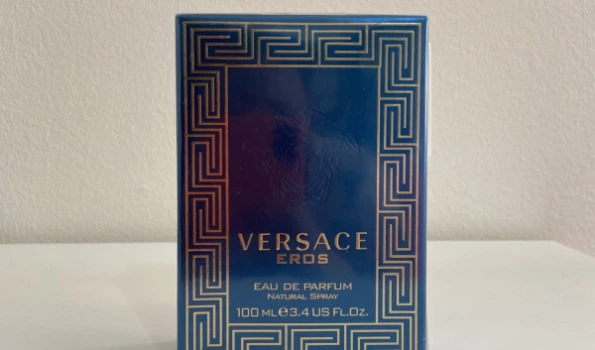 VERSACE
EROS
EAU DE PARFUM
NATURAL SPRAY
100 ML℮3.4 US FL.OZ.